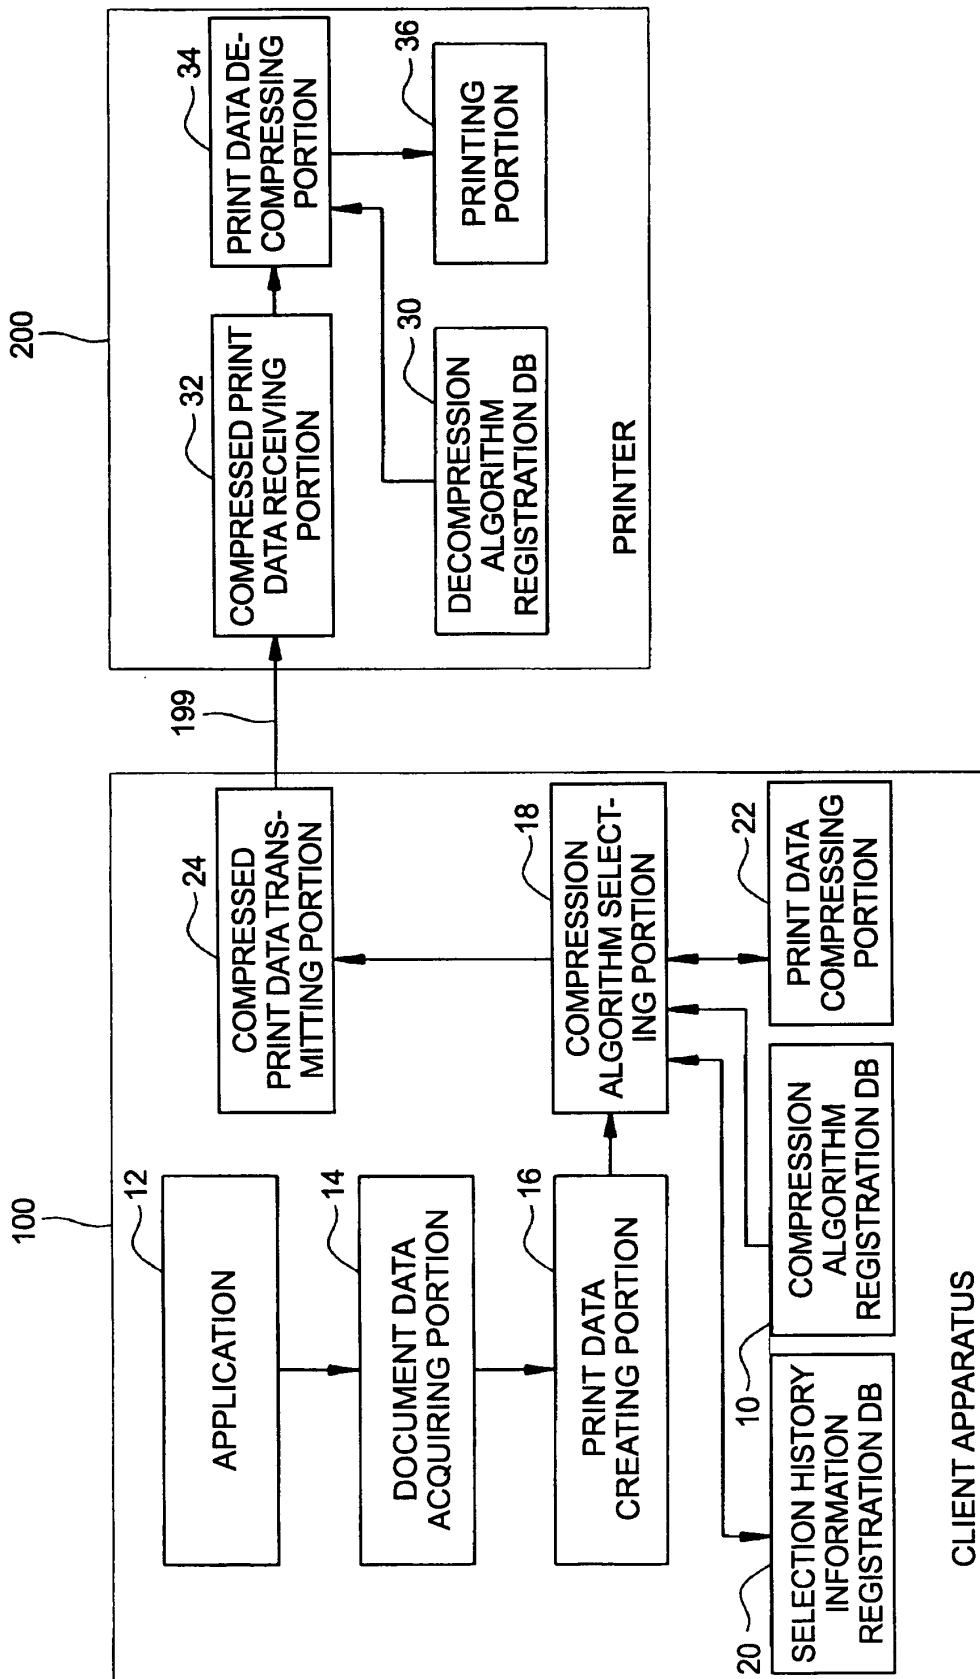 100
12
APPLICATION
14
DOCUMENT DATA
ACQUIRING PORTION
16
PRINT DATA
CREATING PORTION
24
COMPRESSED
PRINT DATA TRANS-
MITTING PORTION
18
COMPRESSION
ALGORITHM SELECT-
ING PORTION
20
SELECTION HISTORY
INFORMATION
REGISTRATION DB
10
COMPRESSION
ALGORITHM
REGISTRATION DB
22
PRINT DATA
COMPRESSING
PORTION
CLIENT APPARATUS
199
200
32
COMPRESSED PRINT
DATA RECEIVING
PORTION
34
PRINT DATA DE-
COMPRESSING
PORTION
30
DECOMPRESSION
ALGORITHM
REGISTRATION DB
36
PRINTING
PORTION
PRINTER